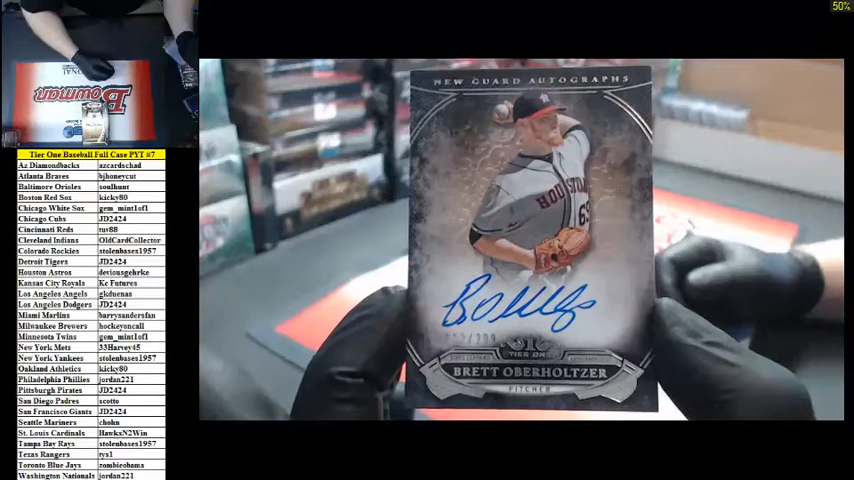 50%
NATIONAL
Bowman
Tier One Baseball Full Case PYT #7
Az Diamondbacks azcardschad
Atlanta Braves bjhoneycut
Baltimore Orioles soulhunt
Boston Red Sox kicky80
Chicago White Sox gem_mint1of1
Chicago Cubs JD2424
Cincinnati Reds tuv88
Cleveland Indians OldCardCollector
Colorado Rockies stolenbases1957
Detroit Tigers JD2424
Houston Astros deviousgehrke
Kansas City Royals Kc Futures
Los Angeles Angels gkduenas
Los Angeles Dodgers JD2424
Miami Marlins barrysandersfan
Milwaukee Brewers hockeyoncall
Minnesota Twins gem_mint1of1
New York Mets 33Harvey45
New York Yankees stolenbases1957
Oakland Athletics kicky80
Philadelphia Phillies jordan221
Pittsburgh Pirates JD2424
San Diego Padres scotto
San Francisco Giants JD2424
Seattle Mariners chohn
St. Louis Cardinals HawksN2Win
Tampa Bay Rays stolenbases1957
Texas Rangers tys1
Toronto Blue Jays zombieobama
Washington Nationals jordan221
NEW GUARD AUTOGRAPHS
HOUSTON
TIER ONE
BRETT OBERHOLTZER
PITCHER